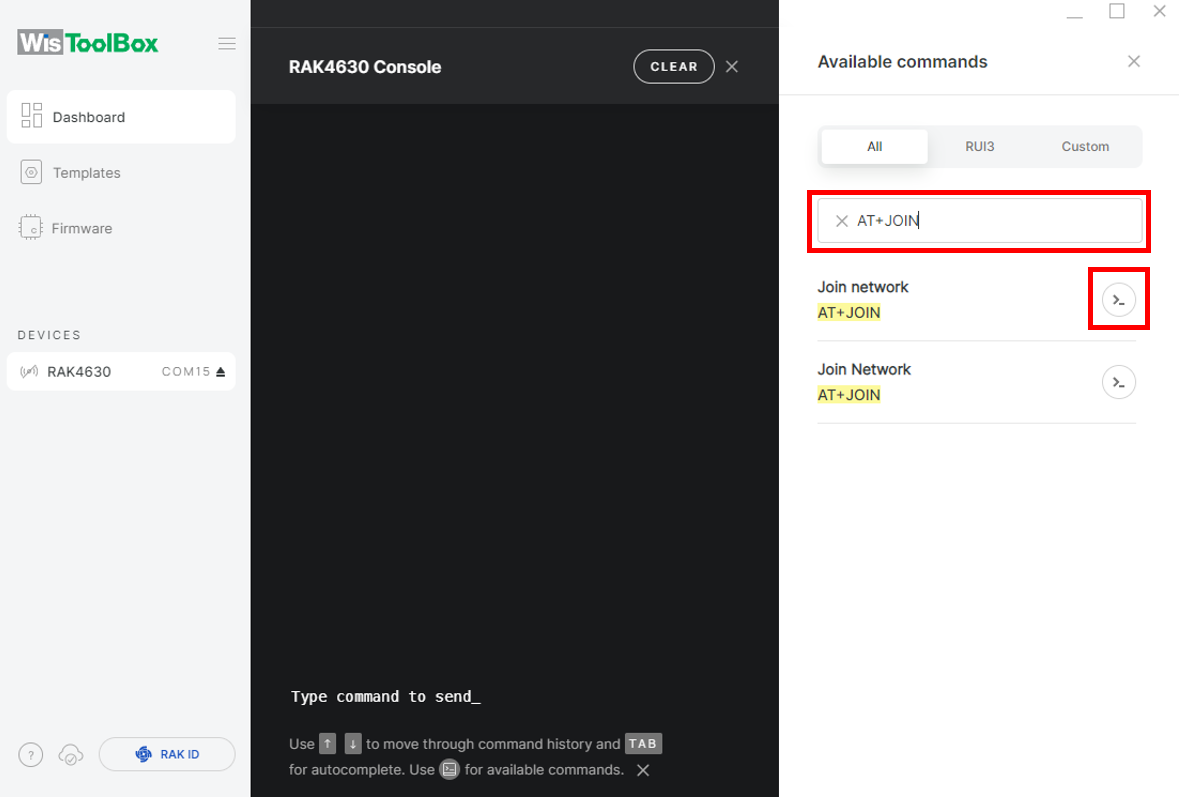 WisToolBox
Dashboard
Templates
Firmware
DEVICES
RAK4630 COM15
? RAK ID
RAK4630 Console CLEAR
Type command to send_
Use ↑ ↓ to move through command history and TAB
for autocomplete. Use for available commands.
Available commands
All RUI3 Custom
AT+JOIN
Join network
AT+JOIN
Join Network
AT+JOIN